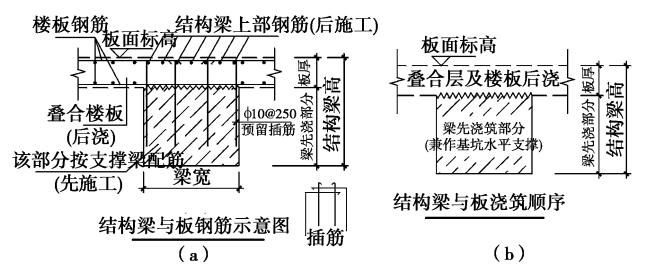 楼板钢筋
结构梁上部钢筋(后施工)
板面标高
板厚
叠合楼板
(后浇)
ϕ10@250
预留插筋
梁先浇部分
结构梁高
该部分按支撑梁配筋
(先施工)
梁宽
插筋
结构梁与板钢筋示意图
(a)
板面标高
叠合层及楼板后浇
板厚
梁先浇筑部分
(兼作基坑水平支撑)
梁先浇部分
结构梁高
结构梁与板浇筑顺序
(b)